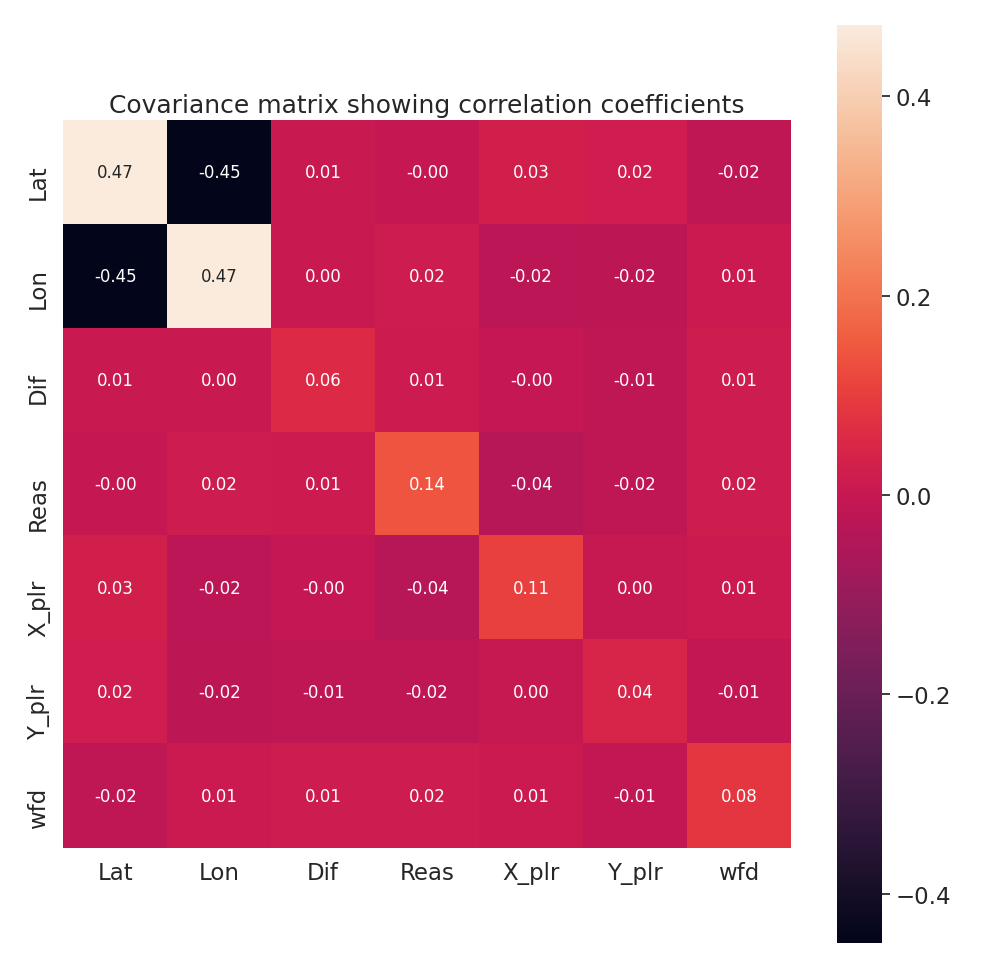 Covariance matrix showing correlation coefficients
Lat 0.47 -0.45 0.01 -0.00 0.03 0.02 -0.02
Lon -0.45 0.47 0.00 0.02 -0.02 -0.02 0.01
Dif 0.01 0.00 0.06 0.01 -0.00 -0.01 0.01
Reas -0.00 0.02 0.01 0.14 -0.04 -0.02 0.02
X_plr 0.03 -0.02 -0.00 -0.04 0.11 0.00 0.01
Y_plr 0.02 -0.02 -0.01 -0.02 0.00 0.04 -0.01
wfd -0.02 0.01 0.01 0.02 0.01 -0.01 0.08
Lat Lon Dif Reas X_plr Y_plr wfd
0.4
0.2
0.0
−0.2
−0.4